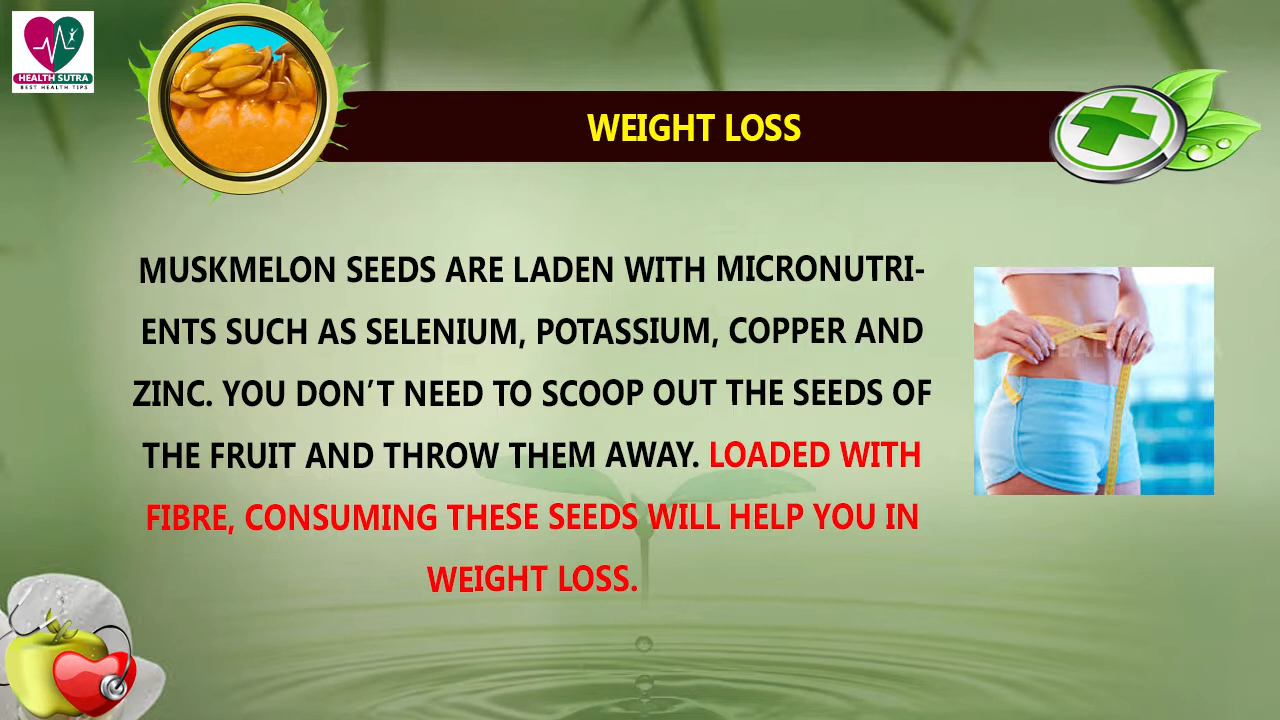 HEALTH SUTRA
BEST HEALTH TIPS
WEIGHT LOSS
MUSKMELON SEEDS ARE LADEN WITH MICRONUTRI-
ENTS SUCH AS SELENIUM, POTASSIUM, COPPER AND
ZINC. YOU DON’T NEED TO SCOOP OUT THE SEEDS OF
THE FRUIT AND THROW THEM AWAY. LOADED WITH
FIBRE, CONSUMING THESE SEEDS WILL HELP YOU IN
WEIGHT LOSS.